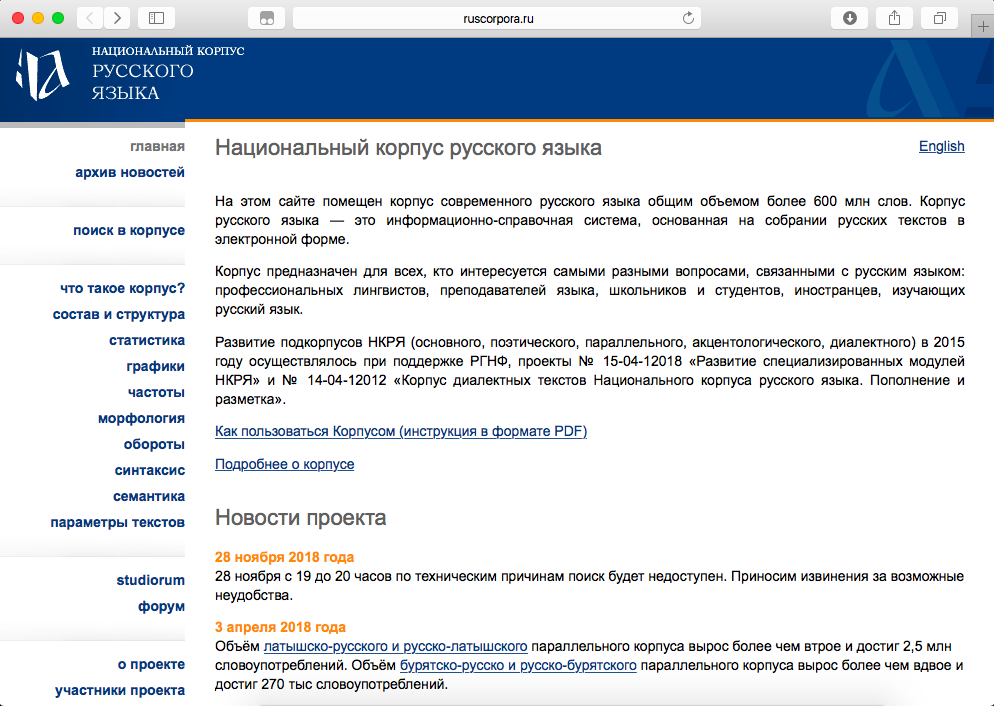 ruscorpora.ru
НАЦИОНАЛЬНЫЙ КОРПУС
РУССКОГО
ЯЗЫКА
главная
архив новостей
поиск в корпусе
что такое корпус?
состав и структура
статистика
графики
частоты
морфология
обороты
синтаксис
семантика
параметры текстов
studiorum
форум
о проекте
участники проекта
Национальный корпус русского языка
English
На этом сайте помещен корпус современного русского языка общим объемом более 600 млн слов. Корпус
русского языка — это информационно-справочная система, основанная на собрании русских текстов в
электронной форме.
Корпус предназначен для всех, кто интересуется самыми разными вопросами, связанными с русским языком:
профессиональных лингвистов, преподавателей языка, школьников и студентов, иностранцев, изучающих
русский язык.
Развитие подкорпусов НКРЯ (основного, поэтического, параллельного, акцентологического, диалектного) в 2015
году осуществлялось при поддержке РГНФ, проекты № 15-04-12018 «Развитие специализированных модулей
НКРЯ» и № 14-04-12012 «Корпус диалектных текстов Национального корпуса русского языка. Пополнение и
разметка».
Как пользоваться Корпусом (инструкция в формате PDF)
Подробнее о корпусе
Новости проекта
28 ноября 2018 года
28 ноября с 19 до 20 часов по техническим причинам поиск будет недоступен. Приносим извинения за возможные
неудобства.
3 апреля 2018 года
Объём латышско-русского и русско-латышского параллельного корпуса вырос более чем втрое и достиг 2,5 млн
словоупотреблений. Объём бурятско-русско и русско-бурятского параллельного корпуса вырос более чем вдвое и
достиг 270 тыс словоупотреблений.